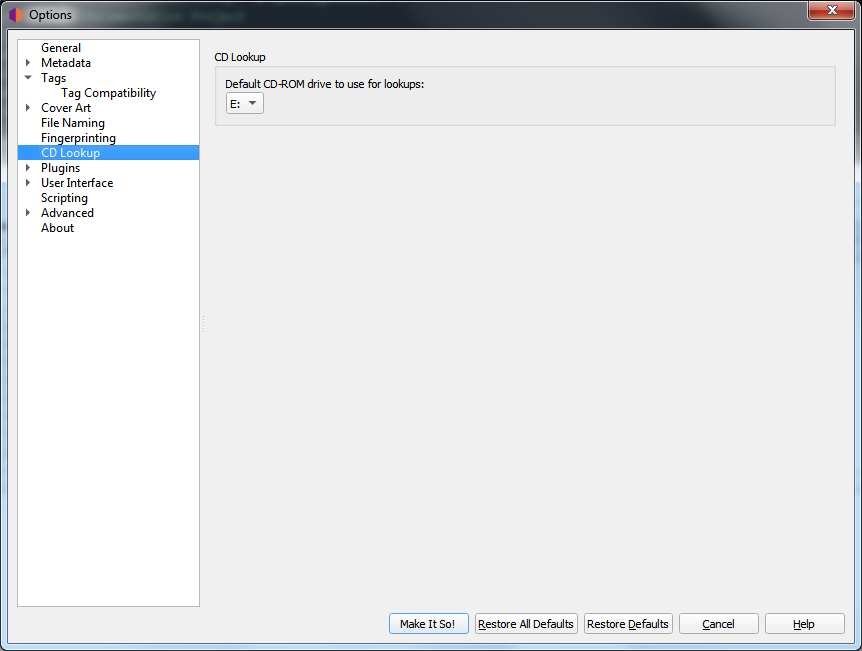 Options
General
Metadata
Tags
Tag Compatibility
Cover Art
File Naming
Fingerprinting
CD Lookup
Plugins
User Interface
Scripting
Advanced
About
CD Lookup
Default CD-ROM drive to use for lookups:
E:
Make It So!
Restore All Defaults
Restore Defaults
Cancel
Help